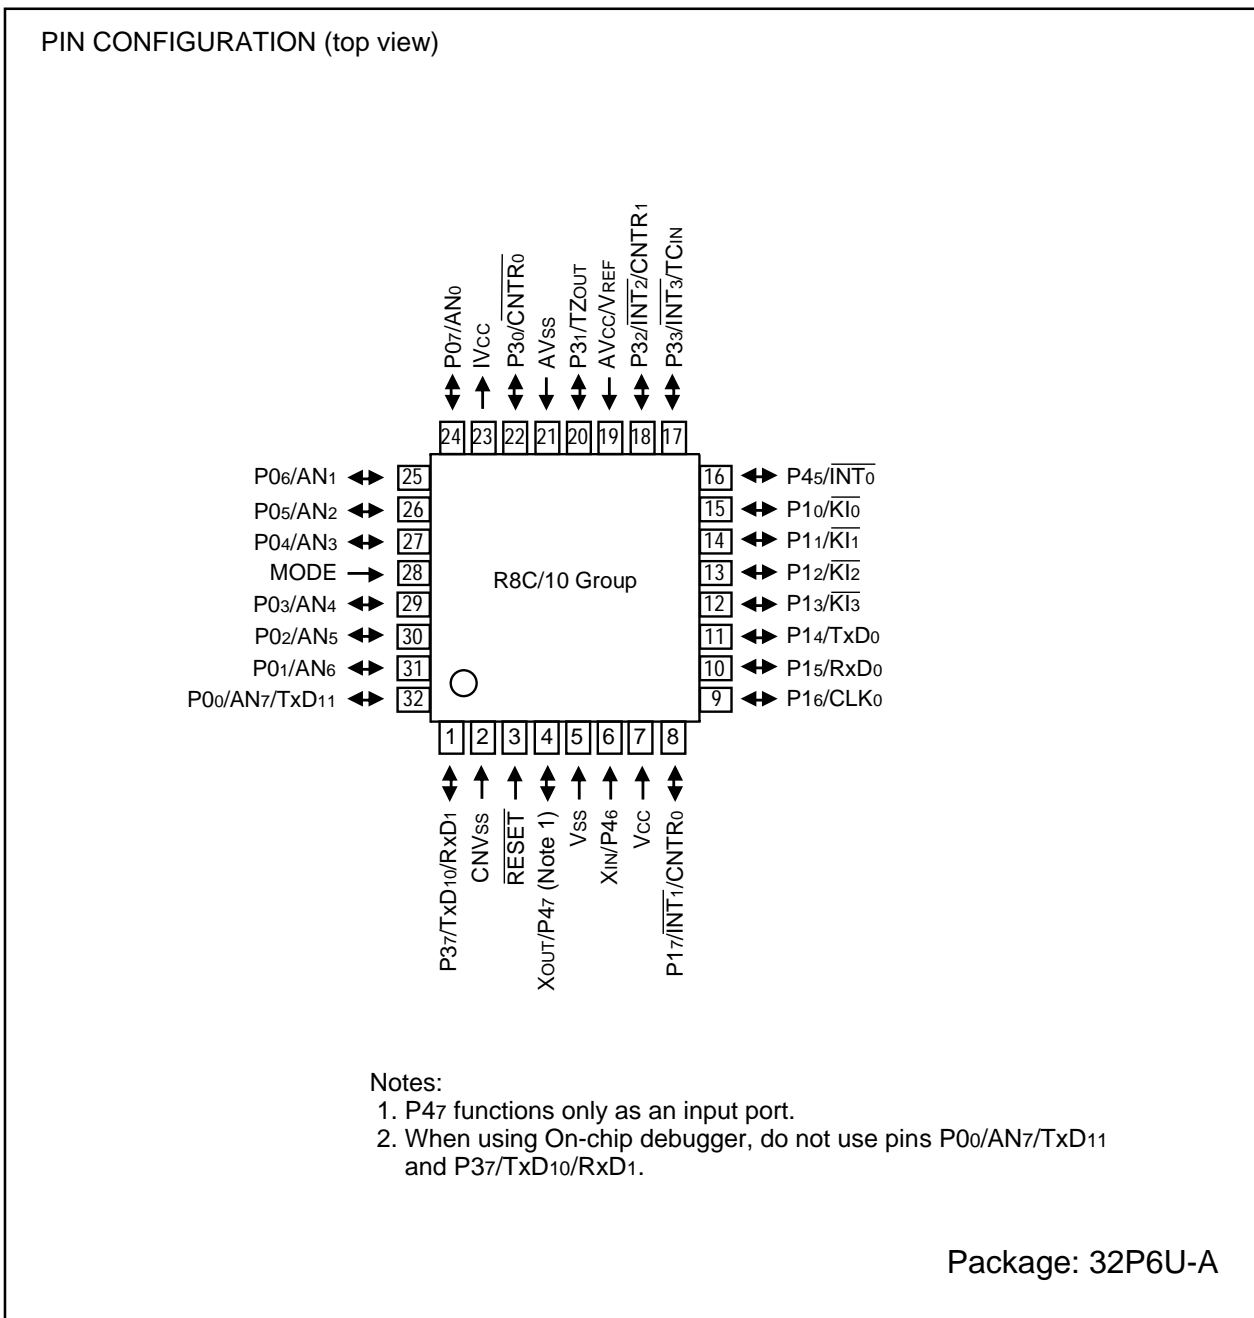 PIN CONFIGURATION (top view)
P07/AN0
IVCC
P30/CNTR0
AVSS
P31/TZOUT
AVCC/VREF
P32/INT2/CNTR1
P33/INT3/TCIN
24 23 22 21 20 19 18 17
P06/AN1 25
P05/AN2 26
P04/AN3 27
MODE 28
P03/AN4 29
P02/AN5 30
P01/AN6 31
P00/AN7/TxD11 32
R8C/10 Group
16 P45/INT0
15 P10/KI0
14 P11/KI1
13 P12/KI2
12 P13/KI3
11 P14/TxD0
10 P15/RxD0
9 P16/CLK0
1 2 3 4 5 6 7 8
P37/TxD10/RxD1
CNVSS
RESET
XOUT/P47 (Note 1)
VSS
XIN/P46
VCC
P17/INT1/CNTR0
Notes:
1. P47 functions only as an input port.
2. When using On-chip debugger, do not use pins P00/AN7/TxD11
and P37/TxD10/RxD1.
Package: 32P6U-A